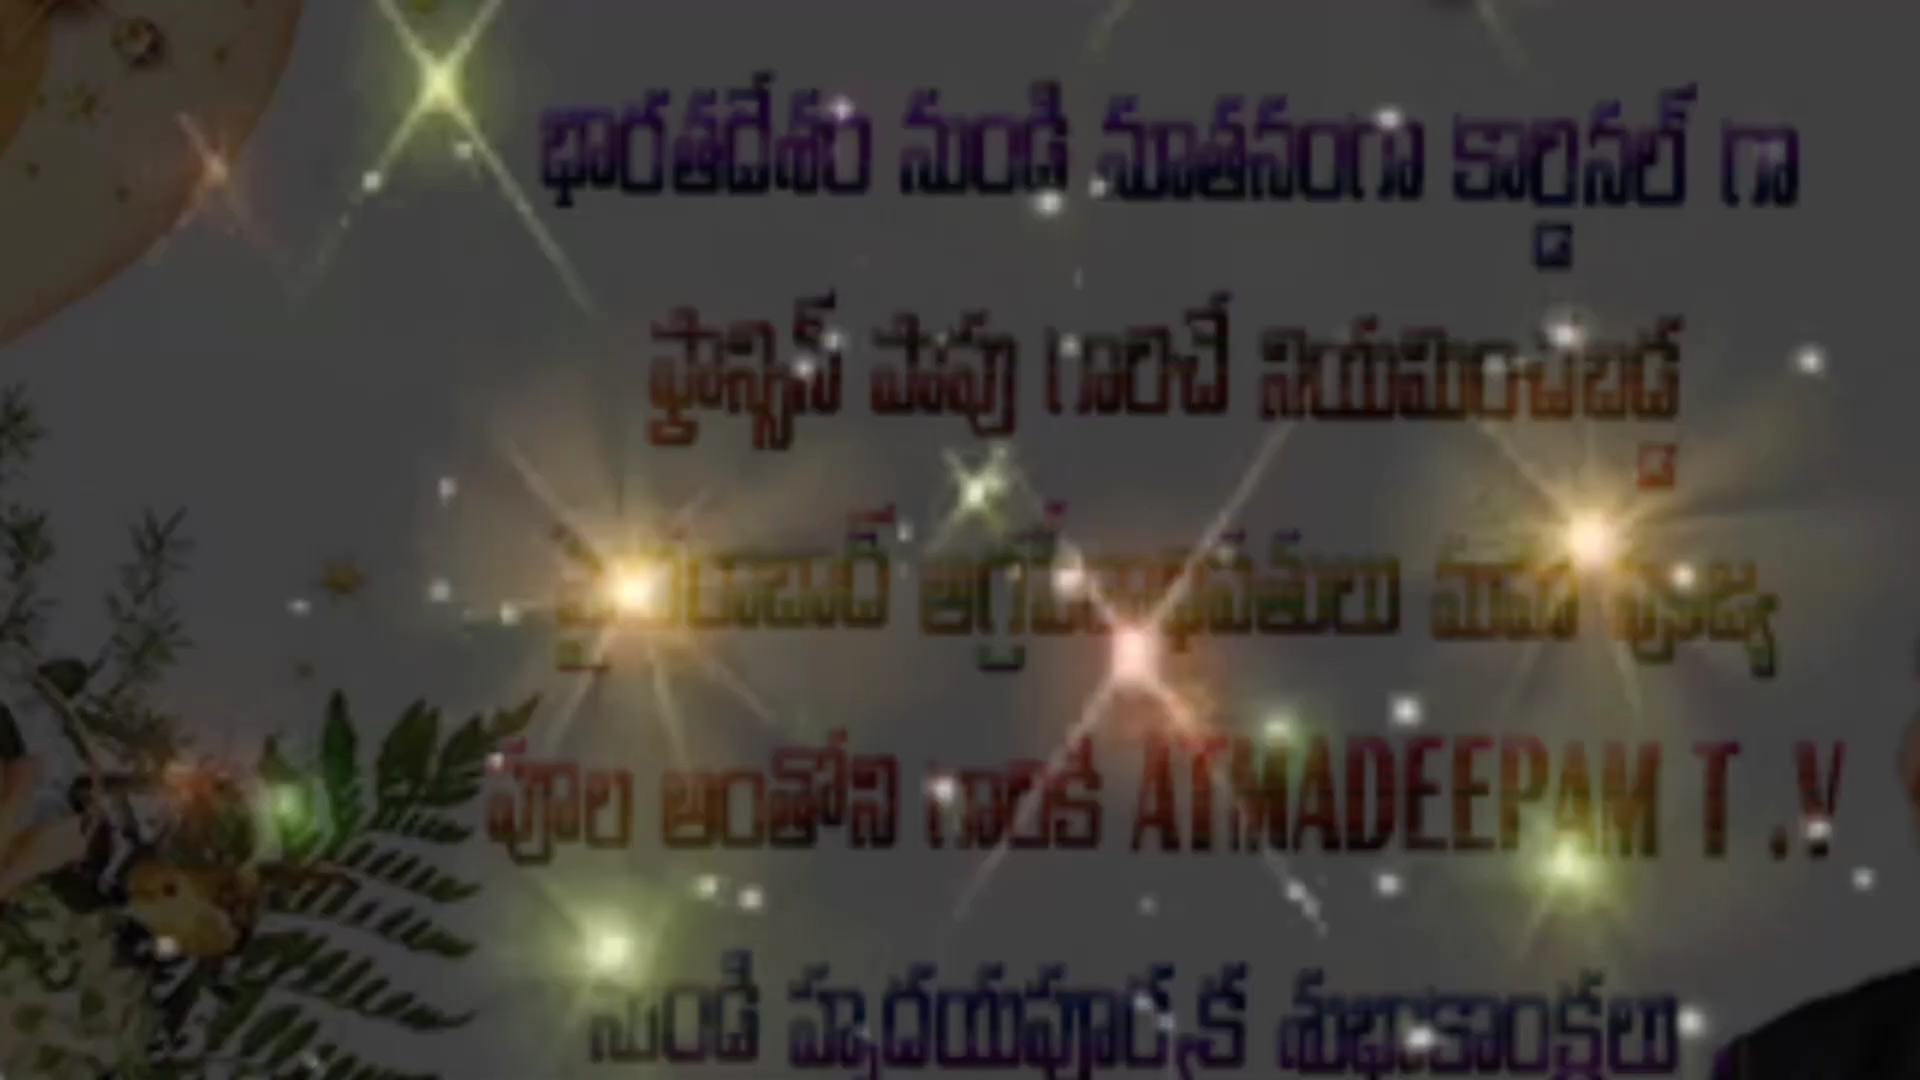 భారతదేశం నుండి నూతనంగా కార్డినల్ గా
ఫ్రాన్సిస్ పాపు గారిచే నియమించబడ్డ
హైదరాబాద్ అగ్రపీఠాధిపతులు మహా పూజ్య
పూల అంతోని గారికి ATMADEEPAM T .V
నుండి హృదయపూర్వక శుభాకాంక్షలు